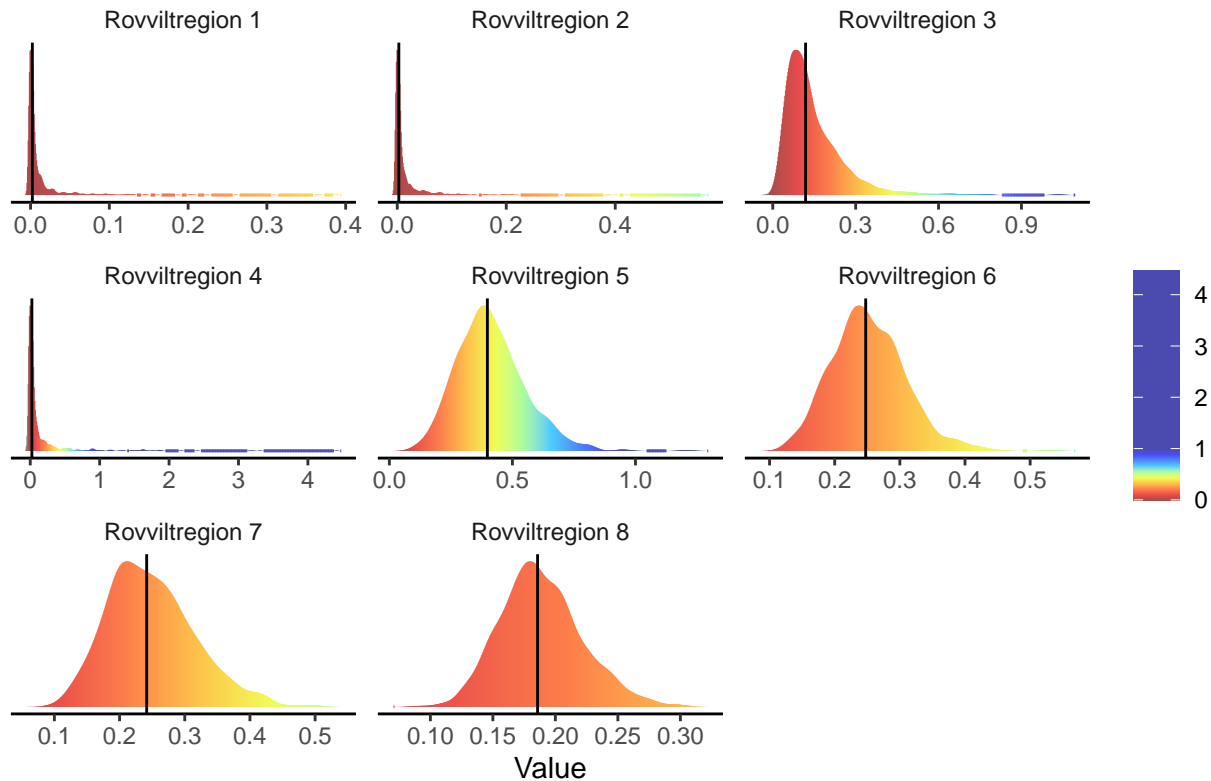 Rovviltregion 1
Rovviltregion 2
Rovviltregion 3
0.0 0.1 0.2 0.3 0.4
0.0 0.2 0.4
0.0 0.3 0.6 0.9
Rovviltregion 4
Rovviltregion 5
Rovviltregion 6
0 1 2 3 4
0.0 0.5 1.0
0.1 0.2 0.3 0.4 0.5
4
3
2
1
0
Rovviltregion 7
Rovviltregion 8
0.1 0.2 0.3 0.4 0.5
0.10 0.15 0.20 0.25 0.30
Value